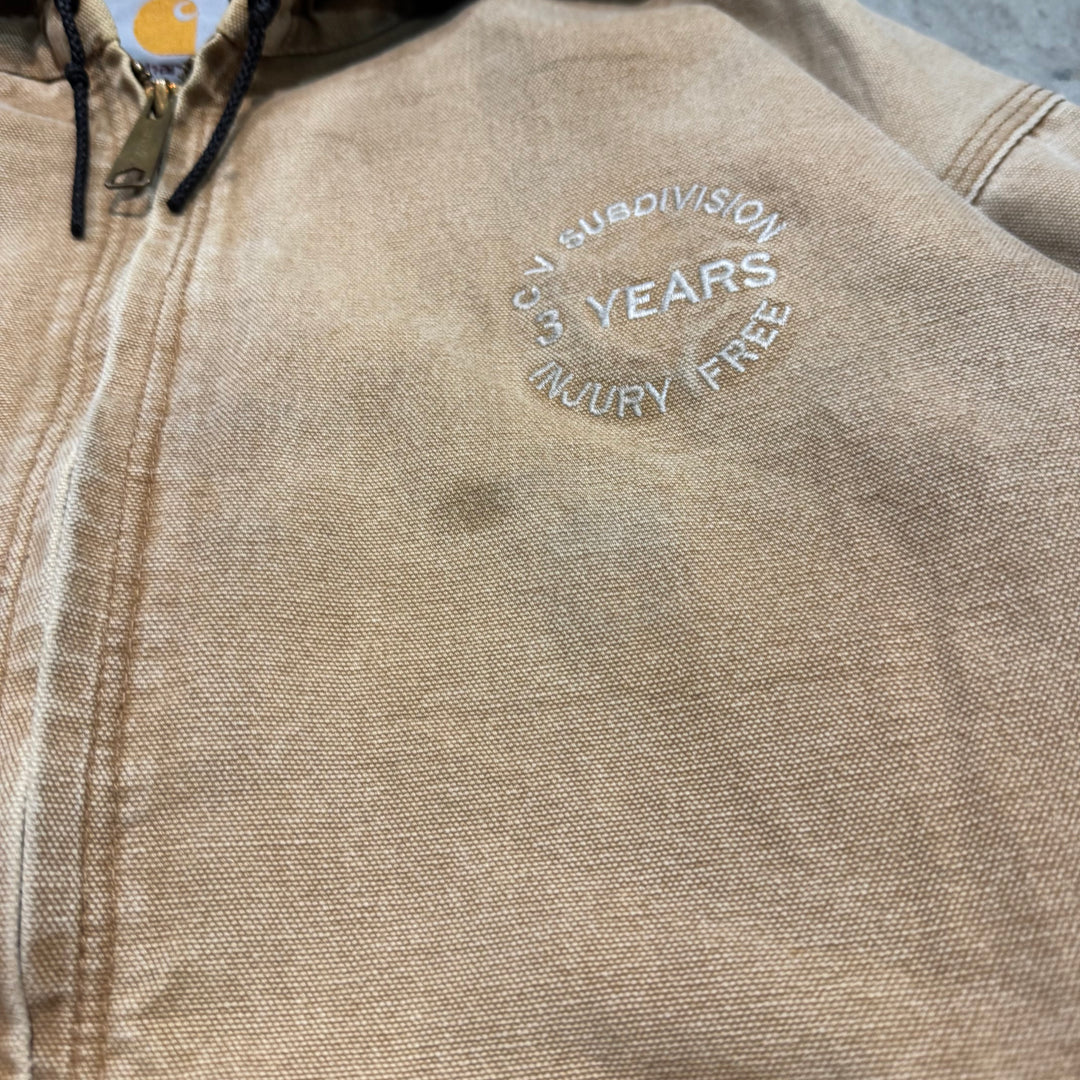 CV SUBDIVISION
3 YEARS
INJURY FREE